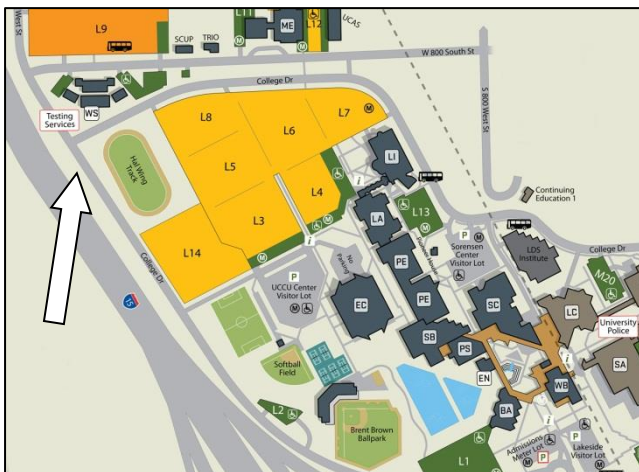 L9
West St
SCUP
TRIO
L11
ME
L12
UCAS
W 800 South St
College Dr
S 800 West St
WS
Testing
Services
L8
L6
L7
M
Hal Wing
Track
L5
L4
L3
L14
LI
i
LA
L13
M
P
Sorensen
Center
Visitor Lot
Continuing
Education 1
LDS
Institute
College Dr
M20
College Dr
15
M
M
i
P
UCCU Center
Visitor Lot
M
No
Parking
EC
PE
PE
SC
LC
University
Police
SA
SB
PS
EN
WB
BA
i
i
Softball
Field
L2
Brent Brown
Ballpark
L1
Admissions
Meter Lot
P
P
M
P
Lakeside
Visitor Lot
M